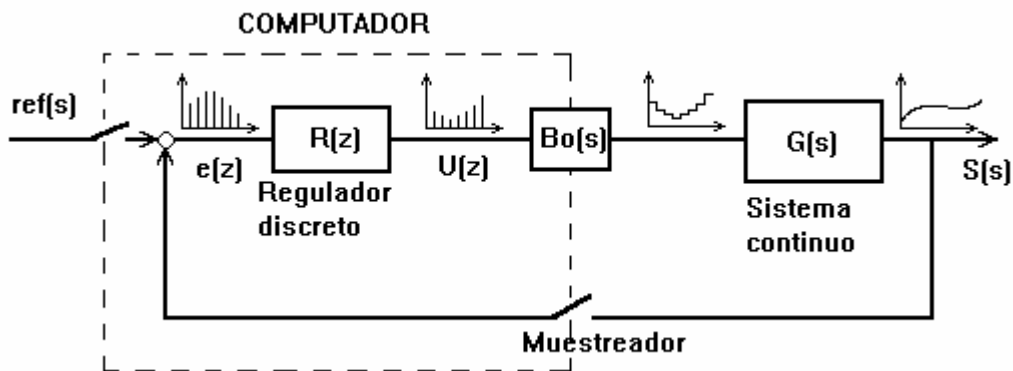 COMPUTADOR
ref(s)
e(z)
R(z)
Regulador
discreto
U(z)
Bo(s)
G(s)
Sistema
continuo
S(s)
Muestreador